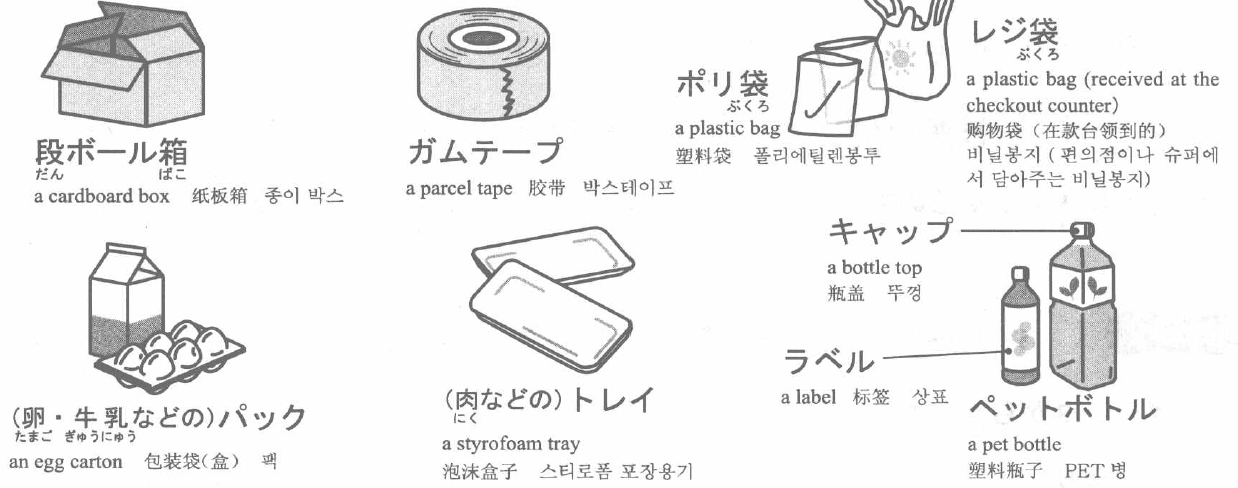 段ボール箱
だん ばこ
a cardboard box 纸板箱 종이 박스
ガムテープ
a parcel tape 胶带 박스테이프
ポリ袋
ぶくろ
a plastic bag
塑料袋 폴리에틸렌봉투
レジ袋
ぶくろ
a plastic bag (received at the
checkout counter)
购物袋（在款台领到的）
비닐봉지 ( 편의점이나 슈퍼에
서 담아주는 비닐봉지)
(卵・牛乳などの)パック
たまご ぎゅうにゅう
an egg carton 包装袋(盒) 팩
(肉などの)トレイ
にく
a styrofoam tray
泡沫盒子 스티로폼 포장용기
キャップ
a bottle top
瓶盖 뚜껑
ラベル
a label 标签 상표
ペットボトル
a pet bottle
塑料瓶子 PET 병